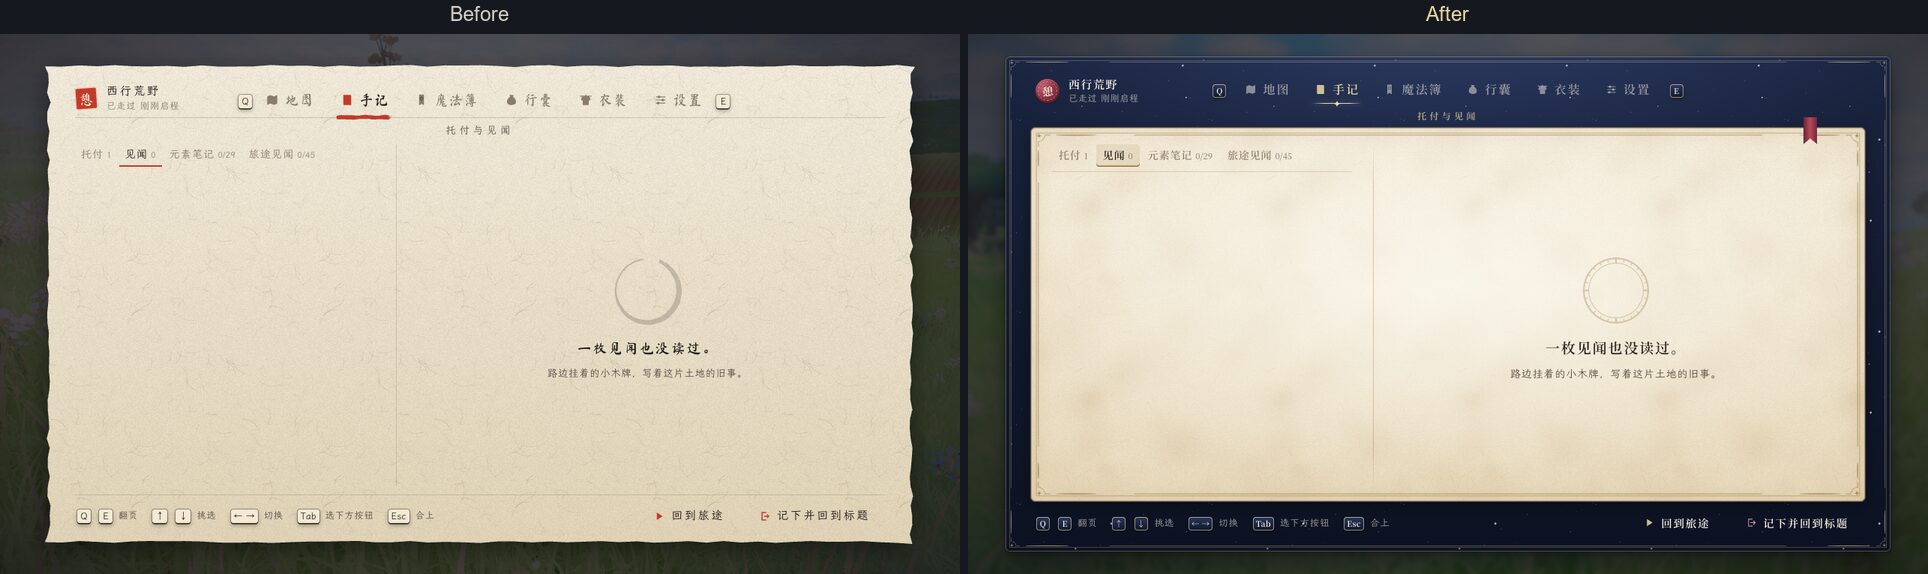 Before
憩 西行荒野
已走过 刚刚启程
Q 地图 手记 魔法簿 行囊 衣装 设置 E
托付与见闻
托付 1 见闻 0 元素笔记 0/29 旅途见闻 0/45
一枚见闻也没读过。
路边挂着的小木牌，写着这片土地的旧事。
Q E 翻页 ↑ ↓ 挑选 ←→ 切换 Tab 选下方按钮 Esc 合上 回到旅途 记下并回到标题
After
憩 西行荒野
已走过 刚刚启程
Q 地图 手记 魔法簿 行囊 衣装 设置 E
托付与见闻
托付 1 见闻 0 元素笔记 0/29 旅途见闻 0/45
一枚见闻也没读过。
路边挂着的小木牌，写着这片土地的旧事。
Q E 翻页 ↑ ↓ 挑选 ←→ 切换 Tab 选下方按钮 Esc 合上 回到旅途 记下并回到标题